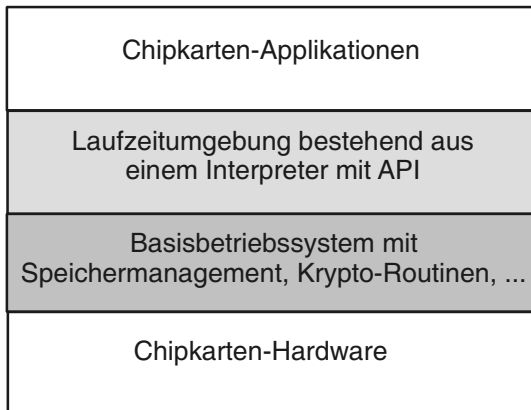 Chipkarten-Applikationen
Laufzeitumgebung bestehend aus
einem Interpreter mit API
Basisbetriebssystem mit
Speichermanagement, Krypto-Routinen, ...
Chipkarten-Hardware